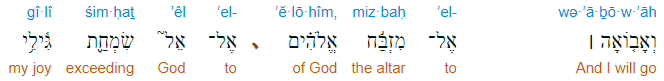 gî·lî śim·ḥaṯ ’êl ’el- ’ĕ·lō·hîm, miz·baḥ ’el- wə·’ā·ḇō·w·’āh
וְאָב֤וֹאָה ׀ אֶל־ מִזְבַּ֬ח אֱלֹהִ֗ים אֶל־ אֵל֮ שִׂמְחַ֪ת גִּ֫ילִ֥י
my joy exceeding God to of God the altar to And I will go